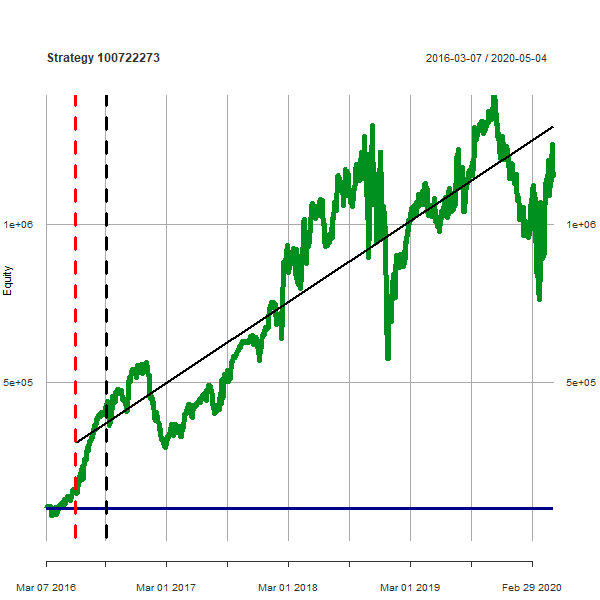 Strategy 100722273 2016-03-07 / 2020-05-04
1e+06 1e+06
Equity
5e+05 5e+05
Mar 07 2016 Mar 01 2017 Mar 01 2018 Mar 01 2019 Feb 29 2020